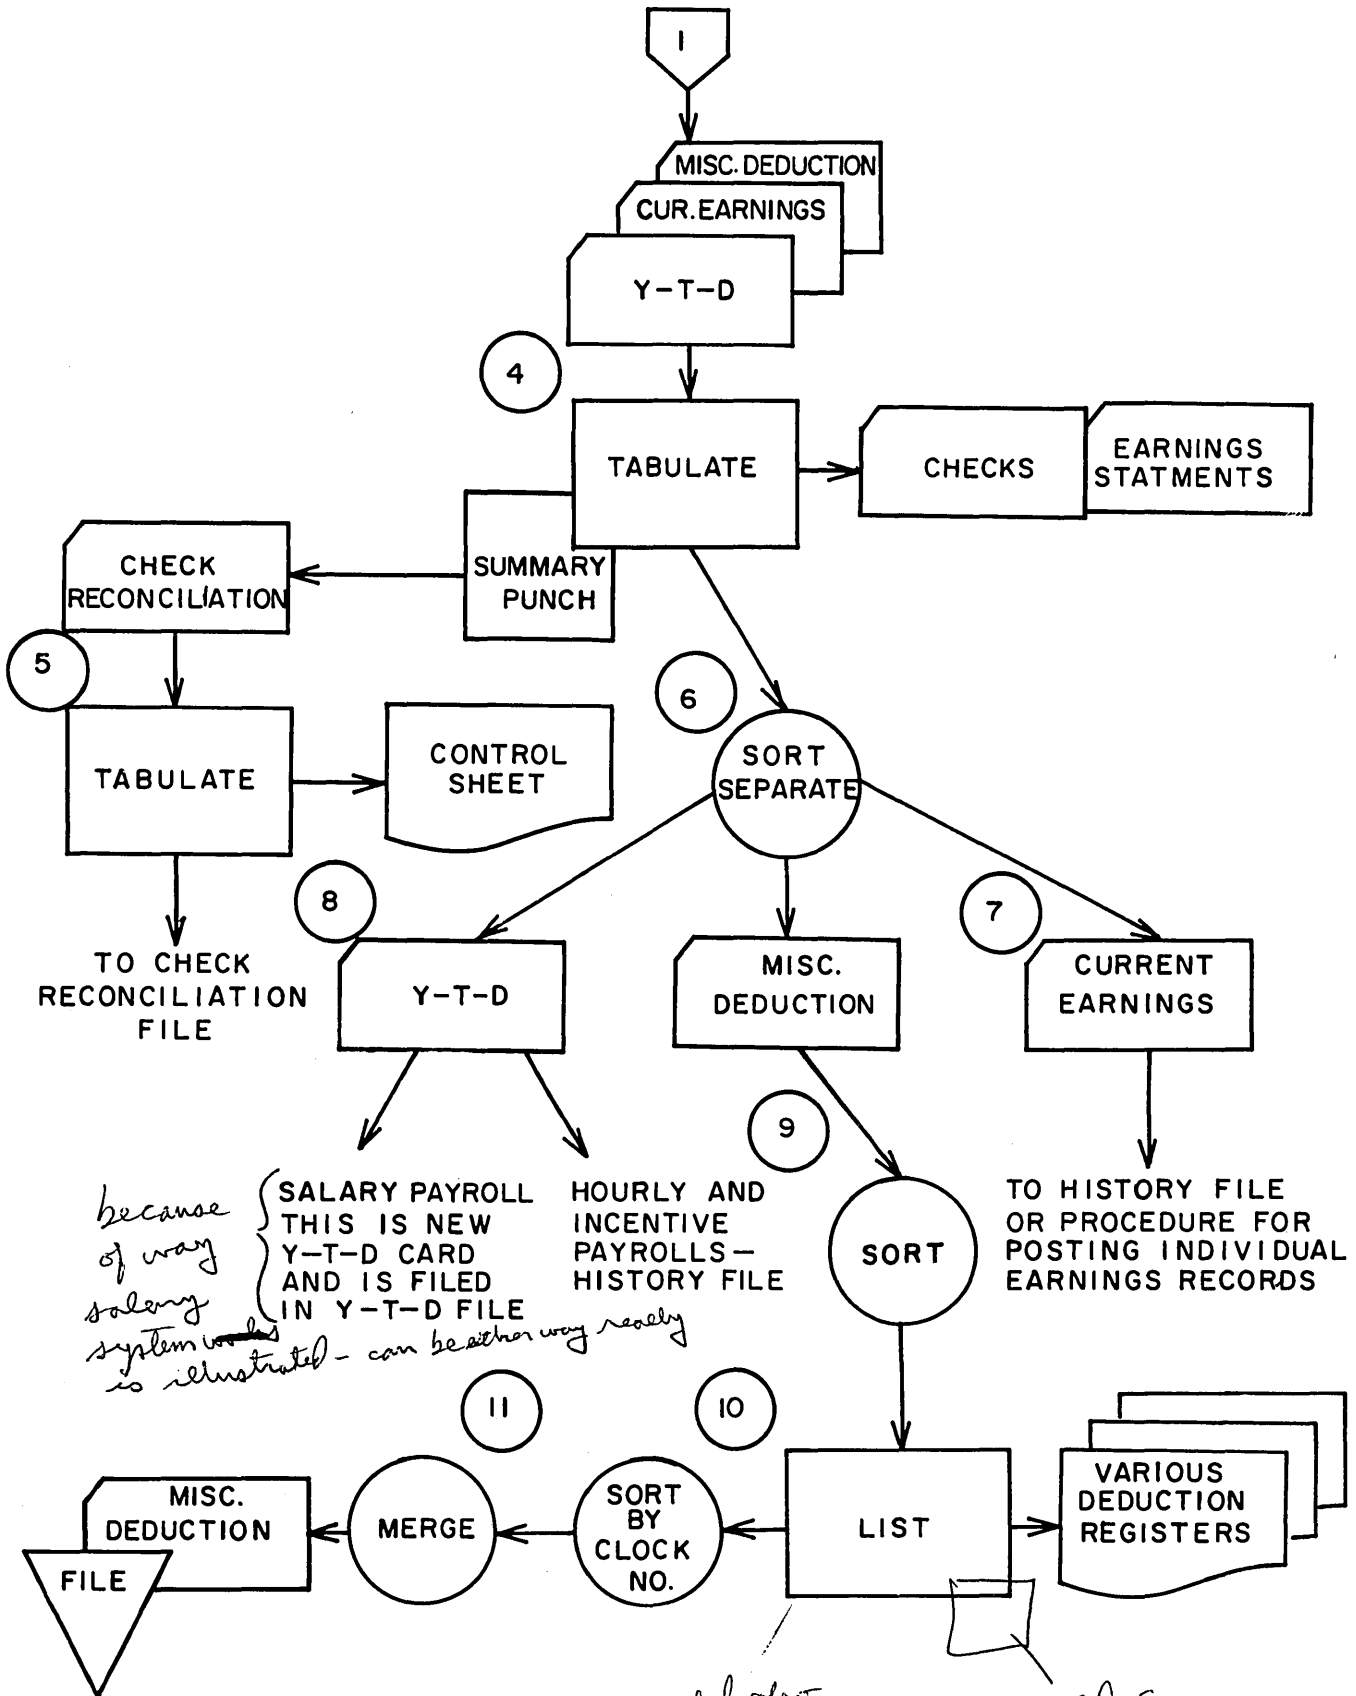 1
MISC. DEDUCTION
CUR. EARNINGS
Y-T-D
4
TABULATE
CHECKS
EARNINGS
STATMENTS
SUMMARY
PUNCH
CHECK
RECONCILIATION
5
TABULATE
CONTROL
SHEET
TO CHECK
RECONCILIATION
FILE
6
SORT
SEPARATE
8
Y-T-D
MISC.
DEDUCTION
7
CURRENT
EARNINGS
SALARY PAYROLL
THIS IS NEW
Y-T-D CARD
AND IS FILED
IN Y-T-D FILE
because
of way
salary
system
is illustrated - can be either way really
HOURLY AND
INCENTIVE
PAYROLLS-
HISTORY FILE
9
SORT
TO HISTORY FILE
OR PROCEDURE FOR
POSTING INDIVIDUAL
EARNINGS RECORDS
LIST
VARIOUS
DEDUCTION
REGISTERS
10
SORT
BY
CLOCK
NO.
11
MERGE
MISC.
DEDUCTION
FILE